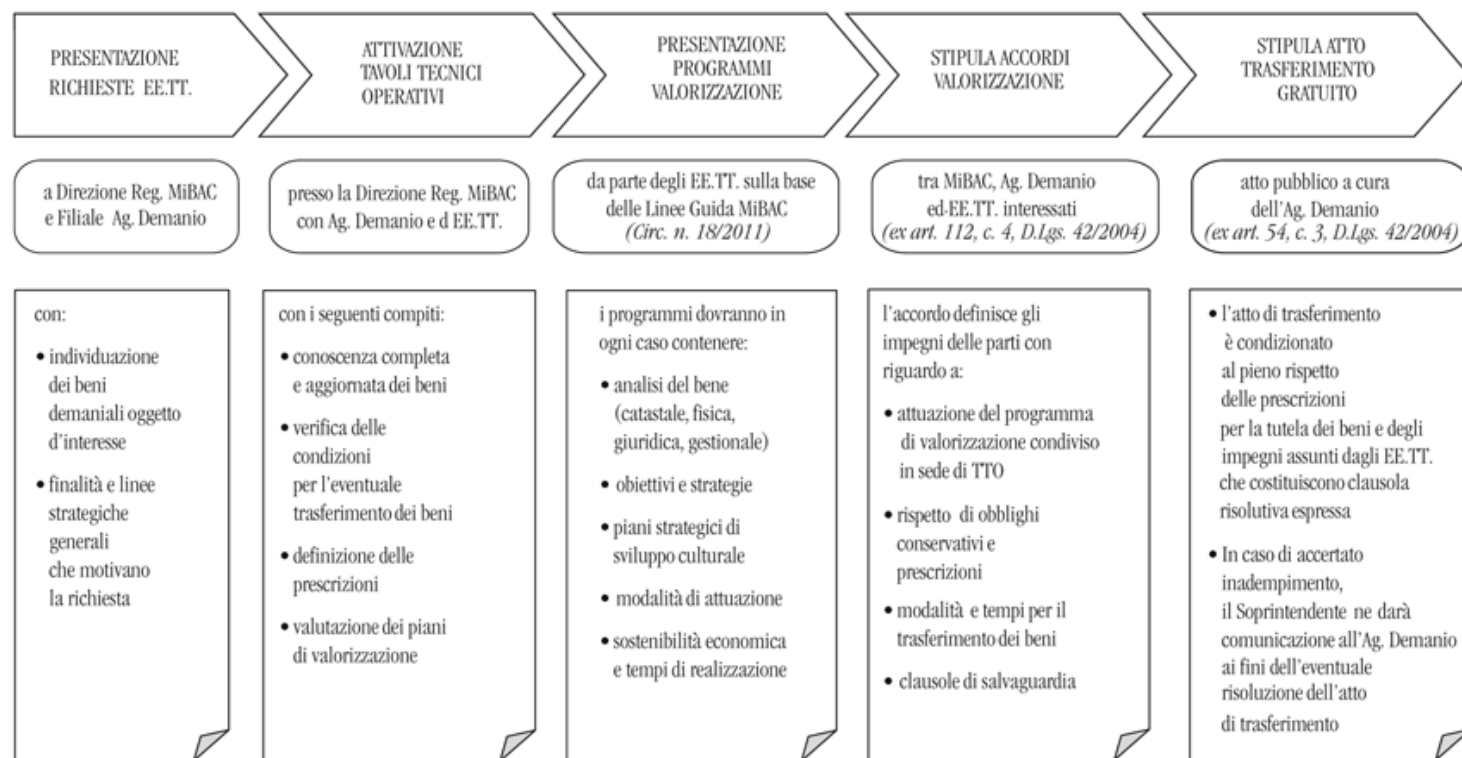 PRESENTAZIONE
RICHIESTE EE.TT.
ATTIVAZIONE
TAVOLI TECNICI
OPERATIVI
PRESENTAZIONE
PROGRAMMI
VALORIZZAZIONE
STIPULA ACCORDI
VALORIZZAZIONE
STIPULA ATTO
TRASFERIMENTO
GRATUITO
a Direzione Reg. MiBAC
e Filiale Ag. Demanio
presso la Direzione Reg. MiBAC
con Ag. Demanio e d EE.TT.
da parte degli EE.TT. sulla base
delle Linee Guida MiBAC
(Circ. n. 18/2011)
tra MiBAC, Ag. Demanio
ed-EE.TT. interessati
(ex art. 112, c. 4, D.Lgs. 42/2004)
atto pubblico a cura
dell'Ag. Demanio
(ex art. 54, c. 3, D.Lgs. 42/2004)
con:
• individuazione
dei beni
demaniali oggetto
d'interesse
• finalità e linee
strategiche
generali
che motivano
la richiesta
con i seguenti compiti:
• conoscenza completa
e aggiornata dei beni
• verifica delle
condizioni
per l'eventuale
trasferimento dei beni
• definizione delle
prescrizioni
• valutazione dei piani
di valorizzazione
i programmi dovranno in
ogni caso contenere:
• analisi del bene
(catastale, fisica,
giuridica, gestionale)
• obiettivi e strategie
• piani strategici di
sviluppo culturale
• modalità di attuazione
• sostenibilità economica
e tempi di realizzazione
l'accordo definisce gli
impegni delle parti con
riguardo a:
• attuazione del programma
di valorizzazione condiviso
in sede di TTO
• rispetto di obblighi
conservativi e
prescrizioni
• modalità e tempi per il
trasferimento dei beni
• clausole di salvaguardia
• l'atto di trasferimento
è condizionato
al pieno rispetto
delle prescrizioni
per la tutela dei beni e degli
impegni assunti dagli EE.TT.
che costituiscono clausola
risolutiva espressa
• In caso di accertato
inadempimento,
il Soprintendente ne darà
comunicazione all'Ag. Demanio
ai fini dell'eventuale
risoluzione dell'atto
di trasferimento